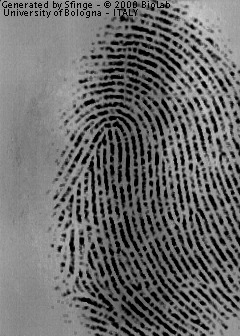 Generated by Sfinge - © 2000 BioLab
University of Bologna - ITALY